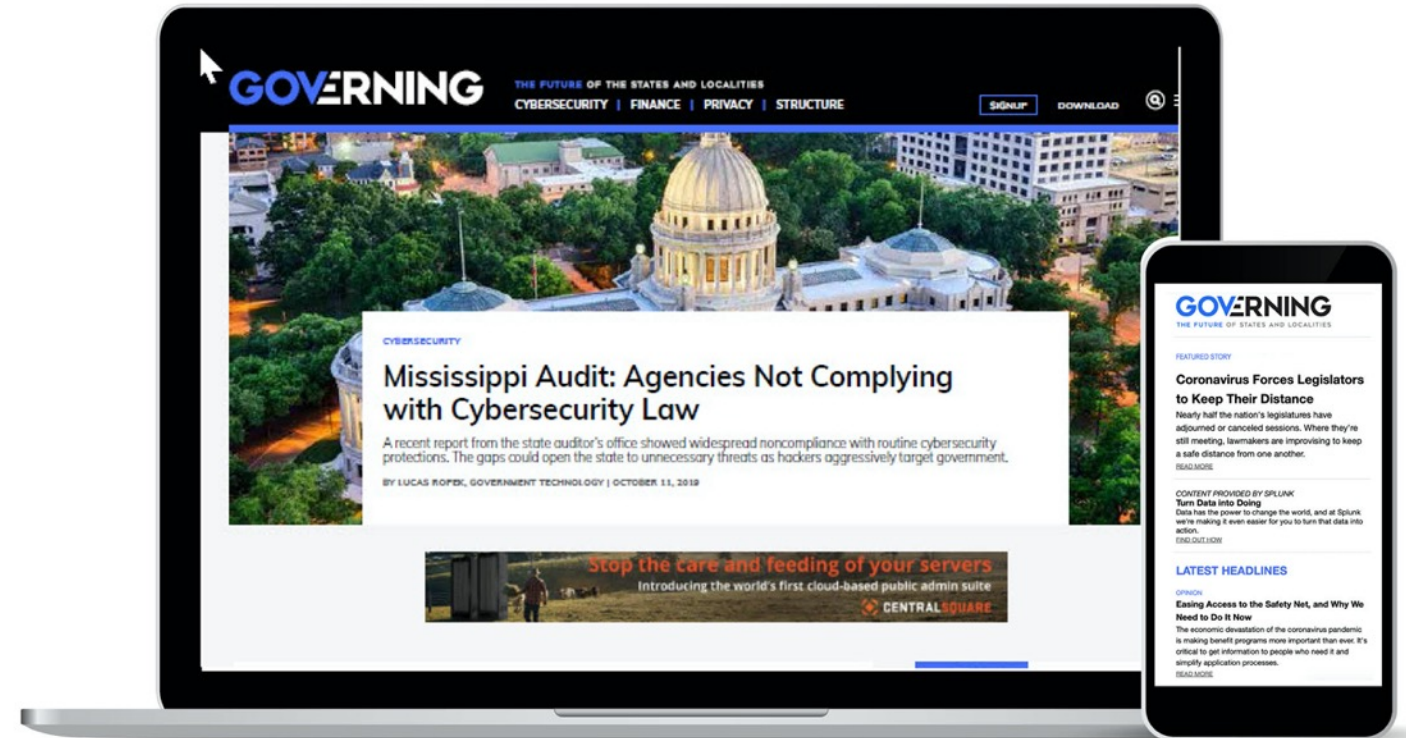 GOVERNING
THE FUTURE OF THE STATES AND LOCALITIES
CYBERSECURITY | FINANCE | PRIVACY | STRUCTURE
SIGNUP
DOWNLOAD
CYBERSECURITY
Mississippi Audit: Agencies Not Complying
with Cybersecurity Law
A recent report from the state auditor's office showed widespread noncompliance with routine cybersecurity
protections. The gaps could open the state to unnecessary threats as hackers aggressively target government.
BY LUCAS ROPEK, GOVERNMENT TECHNOLOGY | OCTOBER 11, 2019
Stop the care and feeding of your servers
Introducing the world's first cloud-based public admin suite
CENTRALSQUARE
GOVERNING
THE FUTURE OF STATES AND LOCALITIES
FEATURED STORY
Coronavirus Forces Legislators
to Keep Their Distance
Nearly half the nation's legislatures have
adjourned or canceled sessions. Where they're
still meeting, lawmakers are improvising to keep
a safe distance from one another.
READ MORE
CONTENT PROVIDED BY SPLUNK
Turn Data into Doing
Data has the power to change the world, and at Splunk
we're making it even easier for you to turn that data into
action.
FIND OUT HOW
LATEST HEADLINES
OPINION
Easing Access to the Safety Net, and Why We
Need to Do It Now
The economic devastation of the coronavirus pandemic
is making benefit programs more important than ever. It's
critical to get information to people who need it and
simplify application processes.
READ MORE